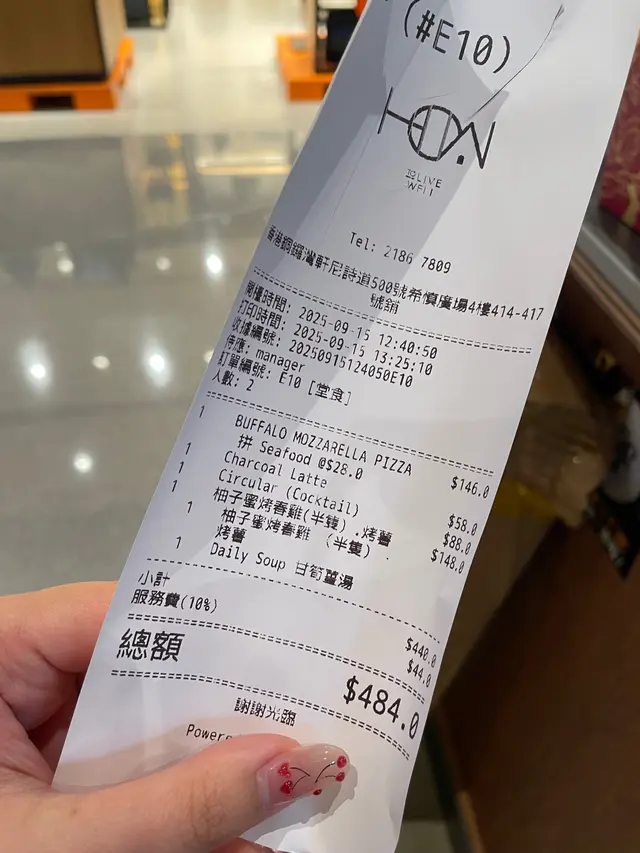 (#E10)
LIVE
WELL
Tel: 2186 7809
香港銅鑼灣軒尼詩道500號希慎廣場4樓414-417
號舖
開檯時間: 2025-09-15 12:40:50
打印時間: 2025-09-15 13:25:10
收據編號: 20250915124050E10
侍應: manager
訂單編號: E10 [堂食]
人數: 2
1 BUFFALO MOZZARELLA PIZZA $146.0
拼 Seafood @$28.0
1 Charcoal Latte $58.0
1 Circular (Cocktail) $88.0
1 柚子蜜烤春雞(半隻).烤薯 $148.0
1 柚子蜜烤春雞 (半隻) .
烤薯
1 Daily Soup 甘筍薑湯
小計 $440.0
服務費(10%) $44.0
總額 $484.0
謝謝光臨
Power